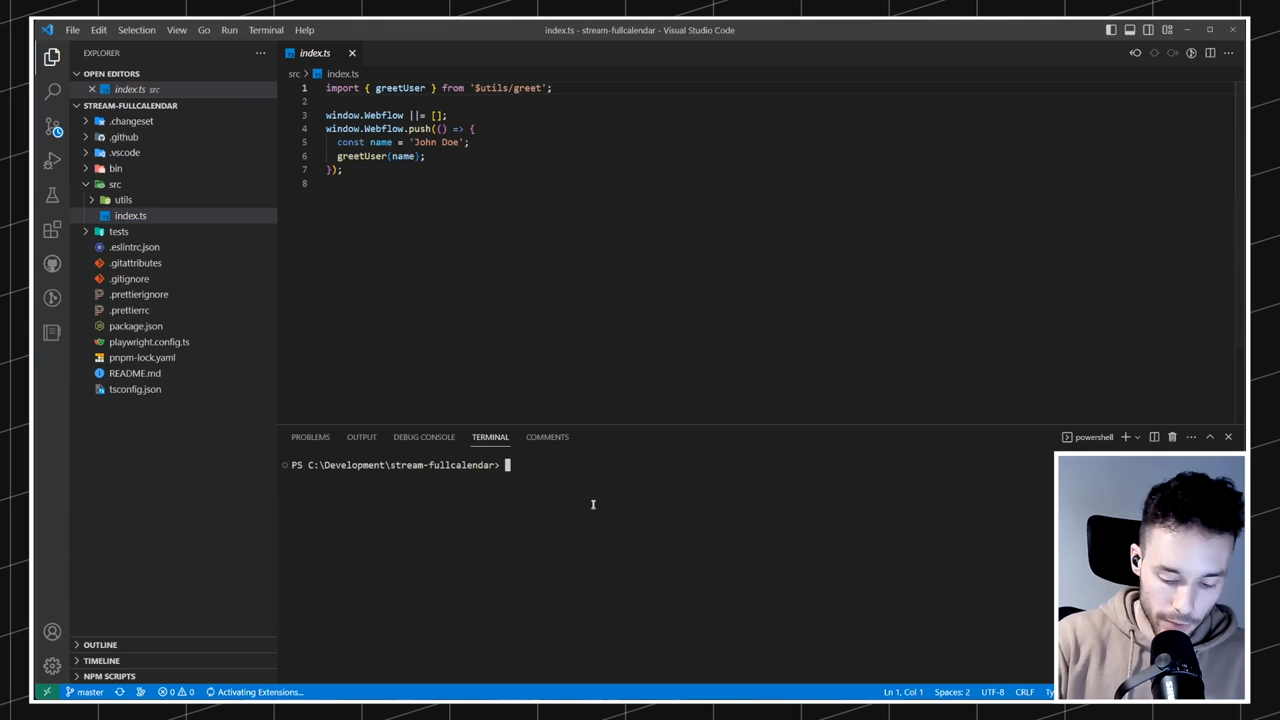 File Edit Selection View Go Run Terminal Help
index.ts - stream-fullcalendar - Visual Studio Code
EXPLORER
OPEN EDITORS
index.ts src
STREAM-FULLCALENDAR
.changeset
.github
.vscode
bin
src
utils
index.ts
tests
.eslintrc.json
.gitattributes
.gitignore
.prettierignore
.prettierrc
package.json
playwright.config.ts
pnpm-lock.yaml
README.md
tsconfig.json
OUTLINE
TIMELINE
NPM SCRIPTS
index.ts
src > index.ts
1 import { greetUser } from '$utils/greet';
2
3 window.Webflow ||= [];
4 window.Webflow.push(() => {
5 const name = 'John Doe';
6 greetUser(name);
7 });
8
PROBLEMS OUTPUT DEBUG CONSOLE TERMINAL COMMENTS
powershell
PS C:\Development\stream-fullcalendar>
master 0 0 Activating Extensions...
Ln 1, Col 1 Spaces: 2 UTF-8 CRLF Ty